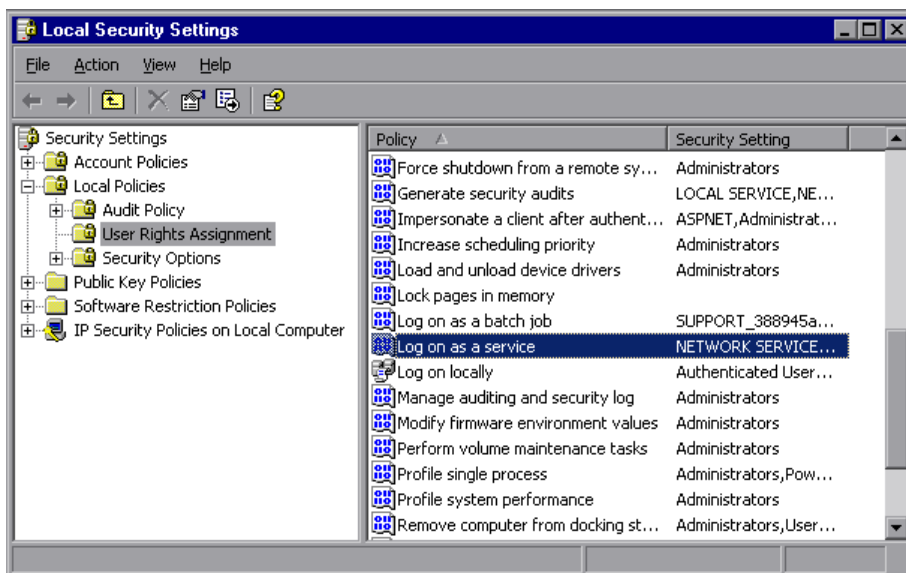 Local Security Settings
File Action View Help
Security Settings
Account Policies
Local Policies
Audit Policy
User Rights Assignment
Security Options
Public Key Policies
Software Restriction Policies
IP Security Policies on Local Computer
Policy Security Setting
Force shutdown from a remote sy... Administrators
Generate security audits LOCAL SERVICE,NE...
Impersonate a client after authent... ASPNET,Administrat...
Increase scheduling priority Administrators
Load and unload device drivers Administrators
Lock pages in memory
Log on as a batch job SUPPORT_388945a...
Log on as a service NETWORK SERVICE...
Log on locally Authenticated User...
Manage auditing and security log Administrators
Modify firmware environment values Administrators
Perform volume maintenance tasks Administrators
Profile single process Administrators,Pow...
Profile system performance Administrators
Remove computer from docking st... Administrators,User...